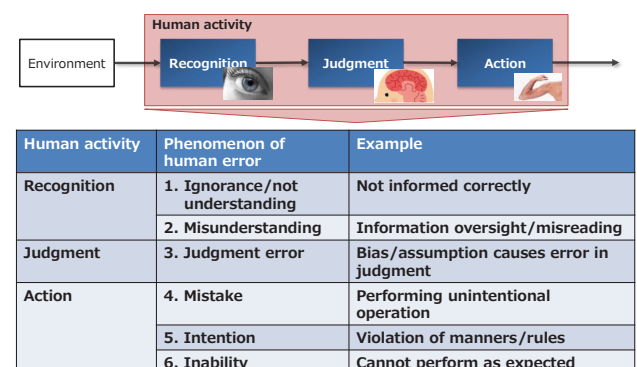 Human activity
Environment
Recognition
Judgment
Action
Human activity
Phenomenon of
human error
Example
Recognition
1. Ignorance/not
understanding
Not informed correctly
2. Misunderstanding
Information oversight/misreading
Judgment
3. Judgment error
Bias/assumption causes error in
judgment
Action
4. Mistake
Performing unintentional
operation
5. Intention
Violation of manners/rules
6. Inability
Cannot perform as expected